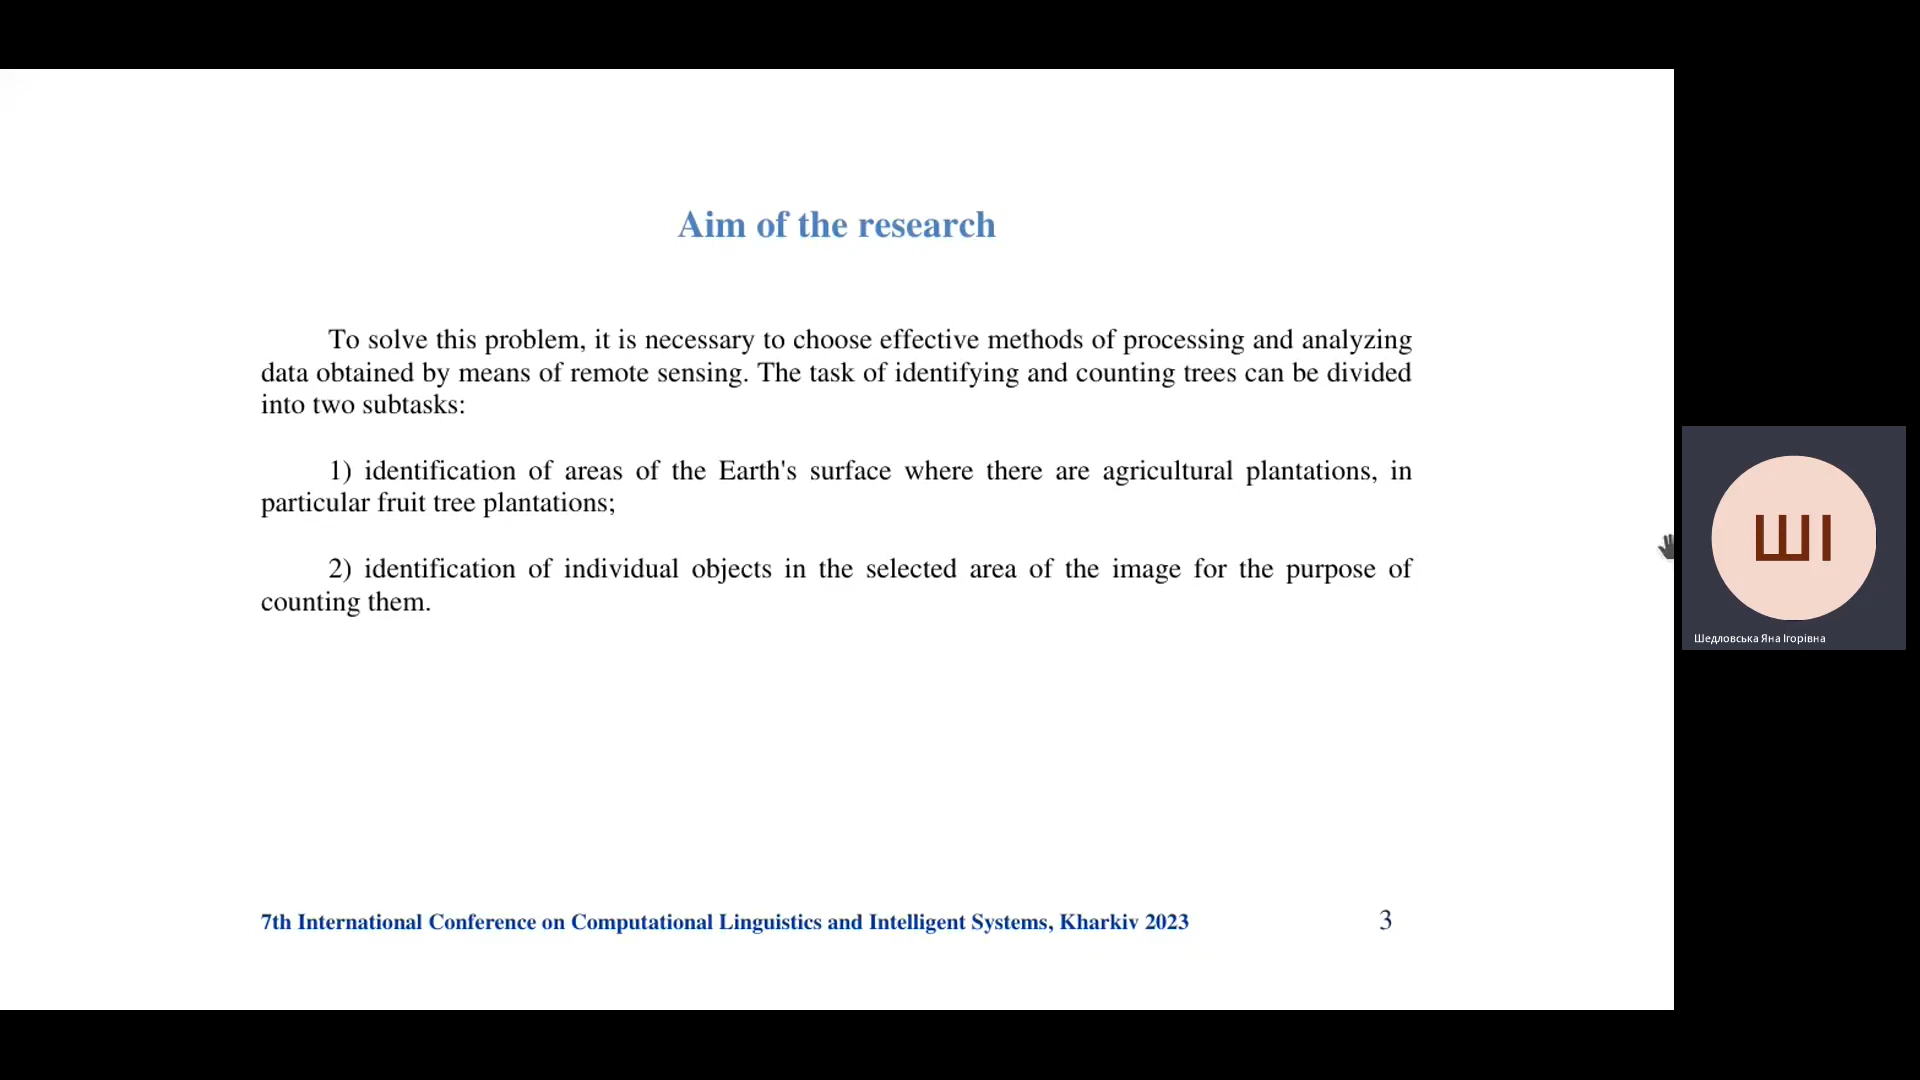 Aim of the research
To solve this problem, it is necessary to choose effective methods of processing and analyzing
data obtained by means of remote sensing. The task of identifying and counting trees can be divided
into two subtasks:
1) identification of areas of the Earth's surface where there are agricultural plantations, in
particular fruit tree plantations;
2) identification of individual objects in the selected area of the image for the purpose of
counting them.
7th International Conference on Computational Linguistics and Intelligent Systems, Kharkiv 2023
3
ШІ
Шедловська Яна Ігорівна